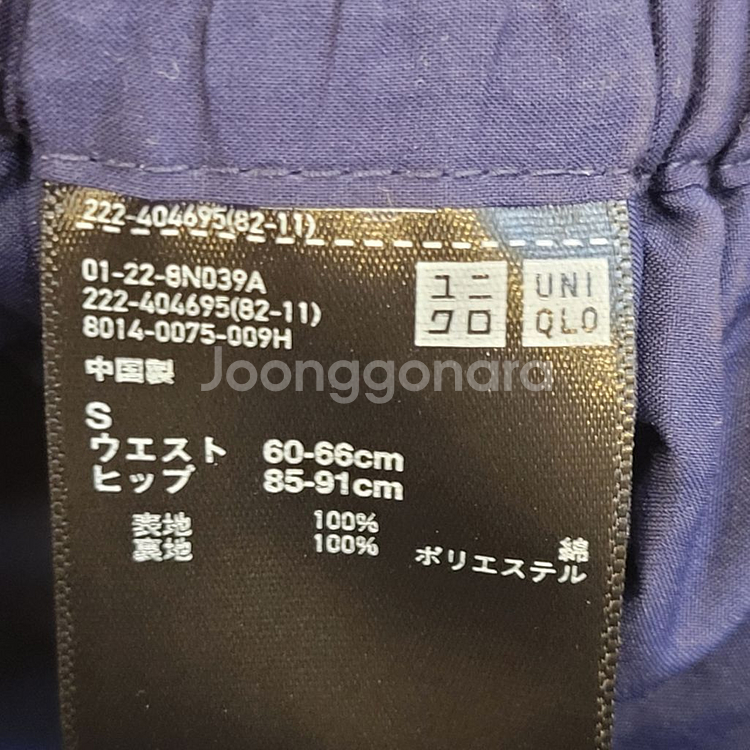 222-404695(82-11)
01-22-8N039A
222-404695(82-11)
8014-0075-009H
ユニ
クロ
UNI
QLO
中国製
Joonggonara
S
ウエスト 60-66cm
ヒップ 85-91cm
表地 100% 綿
裏地 100% ポリエステル